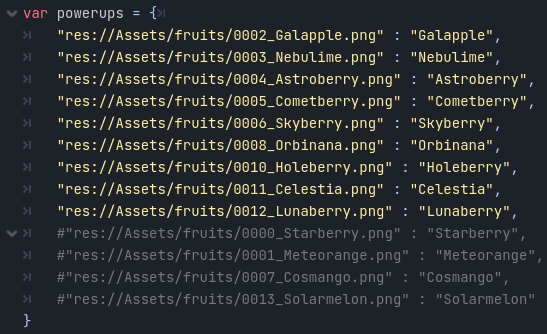 var powerups = {
"res://Assets/fruits/0002_Galapple.png" : "Galapple",
"res://Assets/fruits/0003_Nebulime.png" : "Nebulime",
"res://Assets/fruits/0004_Astroberry.png" : "Astroberry",
"res://Assets/fruits/0005_Cometberry.png" : "Cometberry",
"res://Assets/fruits/0006_Skyberry.png" : "Skyberry",
"res://Assets/fruits/0008_Orbinana.png" : "Orbinana",
"res://Assets/fruits/0010_Holeberry.png" : "Holeberry",
"res://Assets/fruits/0011_Celestia.png" : "Celestia",
"res://Assets/fruits/0012_Lunaberry.png" : "Lunaberry",
#"res://Assets/fruits/0000_Starberry.png" : "Starberry",
#"res://Assets/fruits/0001_Meteorange.png" : "Meteorange",
#"res://Assets/fruits/0007_Cosmango.png" : "Cosmango",
#"res://Assets/fruits/0013_Solarmelon.png" : "Solarmelon"
}